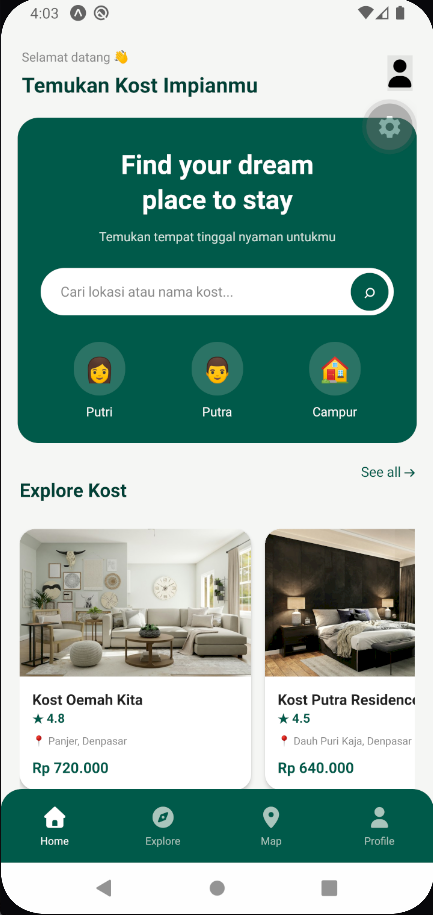 4:03
Selamat datang 👋
Temukan Kost Impianmu
Find your dream
place to stay
Temukan tempat tinggal nyaman untukmu
Cari lokasi atau nama kost...
Putri
Putra
Campur
See all →
Explore Kost
Kost Oemah Kita
★ 4.8
📍 Panjer, Denpasar
Rp 720.000
Kost Putra Residence
★ 4.5
📍 Dauh Puri Kaja, Denpasar
Rp 640.000
Home
Explore
Map
Profile